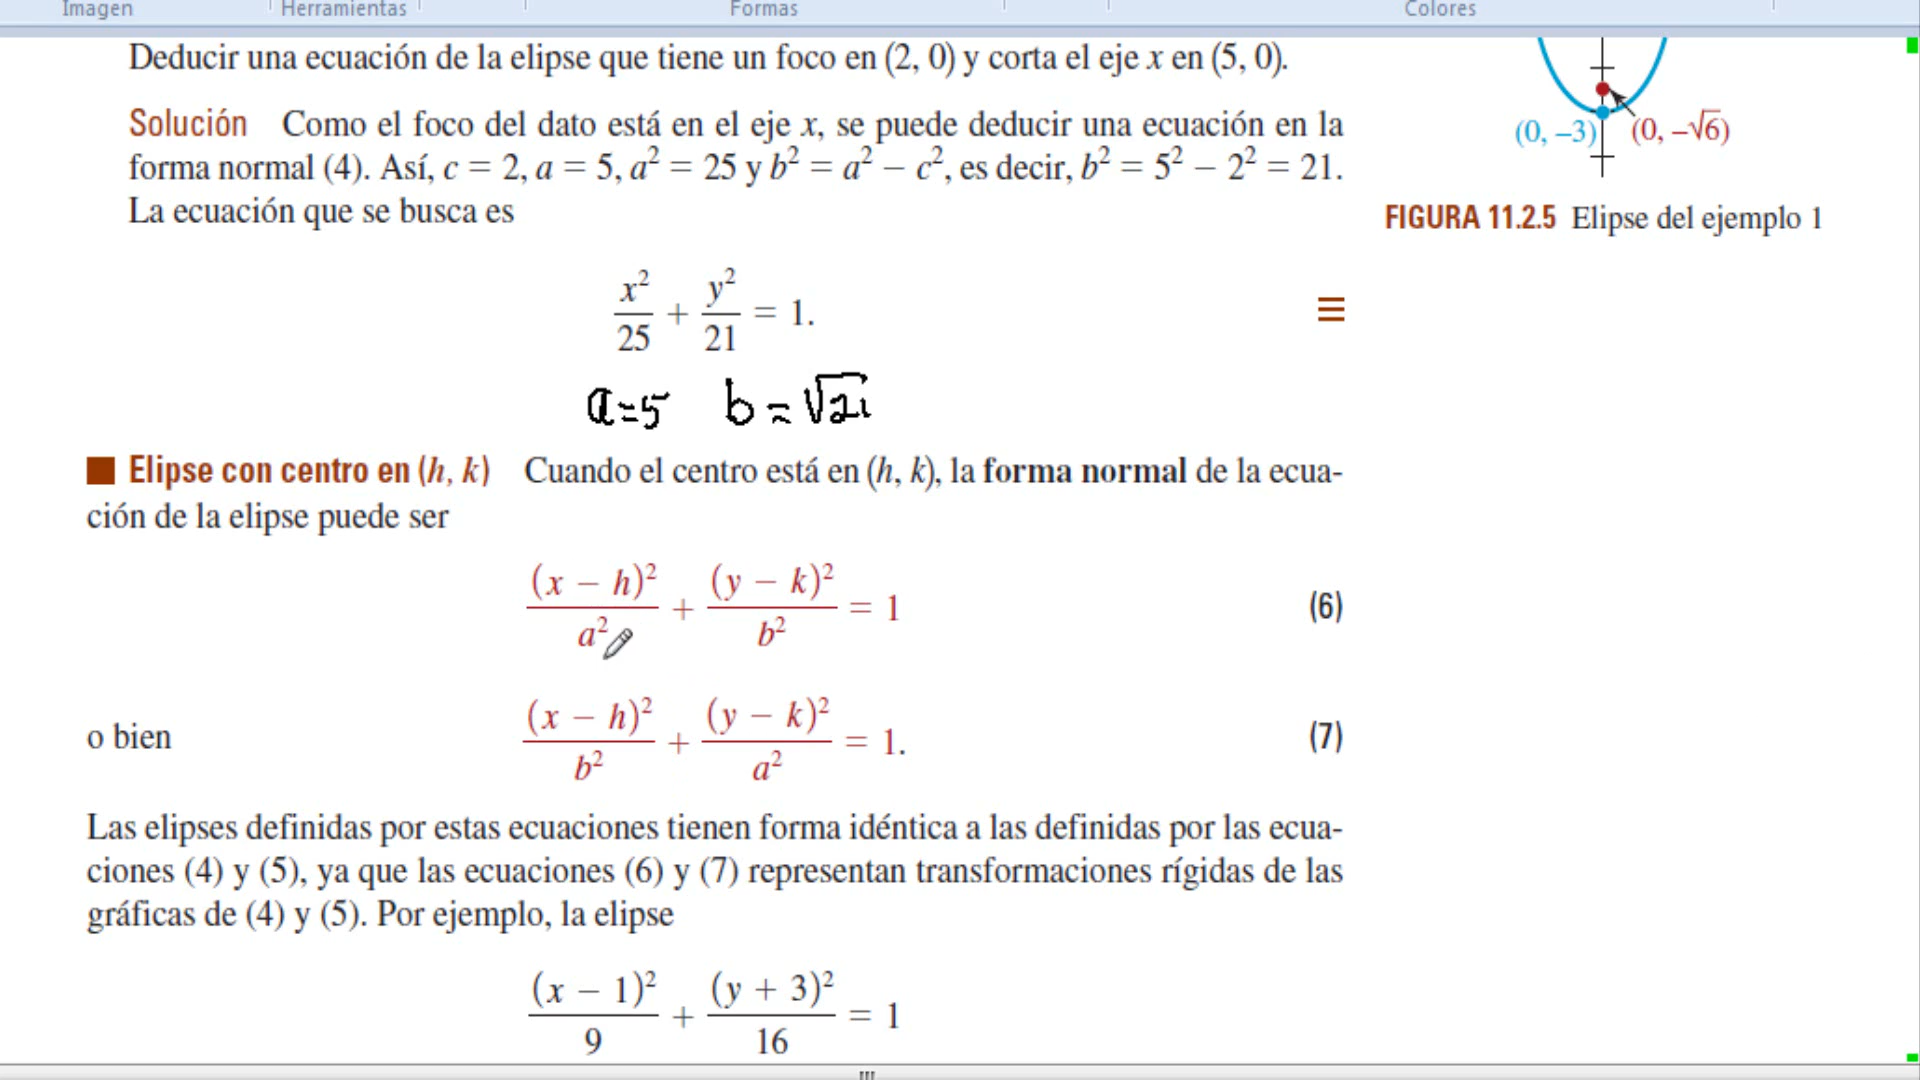 Imagen Herramientas Formas Colores
Deducir una ecuación de la elipse que tiene un foco en (2, 0) y corta el eje x en (5, 0).
Solución Como el foco del dato está en el eje x, se puede deducir una ecuación en la
forma normal (4). Así, c = 2, a = 5, a² = 25 y b² = a² − c², es decir, b² = 5² − 2² = 21.
La ecuación que se busca es
x²/25 + y²/21 = 1.
a=5 b=√21
(0, −3) (0, −√6)
FIGURA 11.2.5 Elipse del ejemplo 1
Elipse con centro en (h, k) Cuando el centro está en (h, k), la forma normal de la ecua-
ción de la elipse puede ser
(x − h)²/a² + (y − k)²/b² = 1 (6)
o bien (x − h)²/b² + (y − k)²/a² = 1. (7)
Las elipses definidas por estas ecuaciones tienen forma idéntica a las definidas por las ecua-
ciones (4) y (5), ya que las ecuaciones (6) y (7) representan transformaciones rígidas de las
gráficas de (4) y (5). Por ejemplo, la elipse
(x − 1)²/9 + (y + 3)²/16 = 1